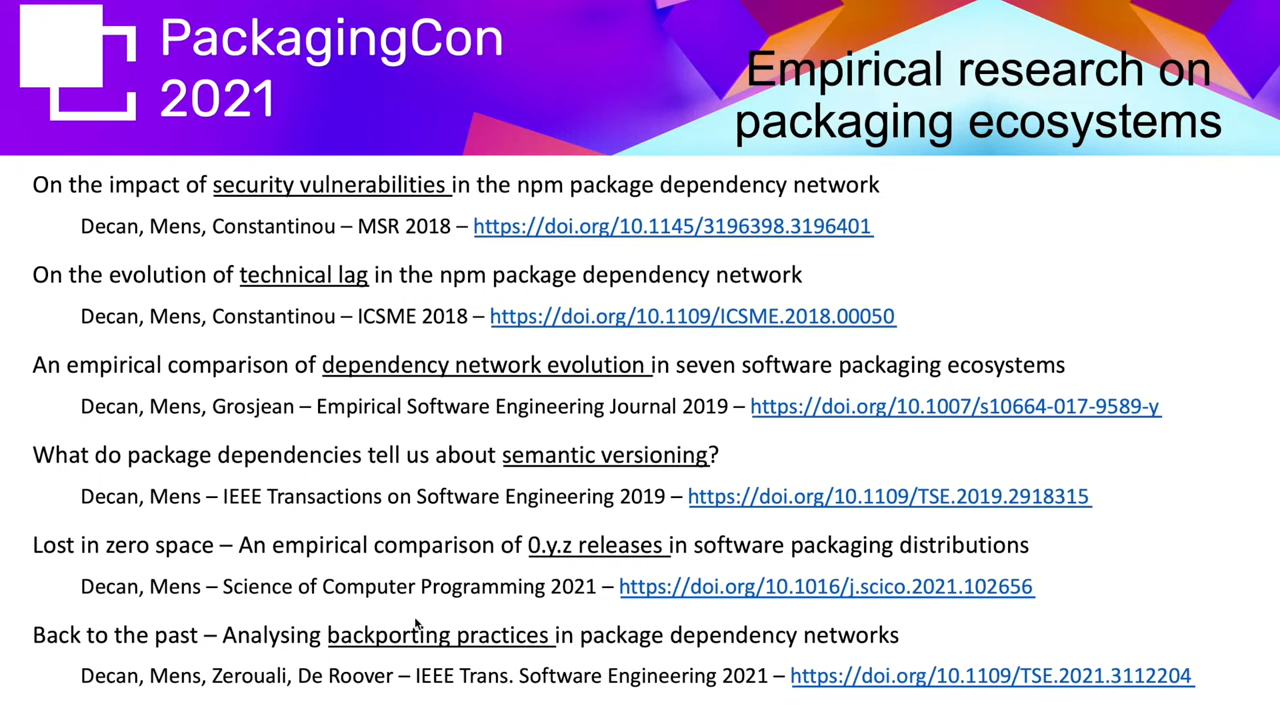 PackagingCon
2021
Empirical research on
packaging ecosystems
On the impact of security vulnerabilities in the npm package dependency network
Decan, Mens, Constantinou – MSR 2018 – https://doi.org/10.1145/3196398.3196401
On the evolution of technical lag in the npm package dependency network
Decan, Mens, Constantinou – ICSME 2018 – https://doi.org/10.1109/ICSME.2018.00050
An empirical comparison of dependency network evolution in seven software packaging ecosystems
Decan, Mens, Grosjean – Empirical Software Engineering Journal 2019 – https://doi.org/10.1007/s10664-017-9589-y
What do package dependencies tell us about semantic versioning?
Decan, Mens – IEEE Transactions on Software Engineering 2019 – https://doi.org/10.1109/TSE.2019.2918315
Lost in zero space – An empirical comparison of 0.y.z releases in software packaging distributions
Decan, Mens – Science of Computer Programming 2021 – https://doi.org/10.1016/j.scico.2021.102656
Back to the past – Analysing backporting practices in package dependency networks
Decan, Mens, Zerouali, De Roover – IEEE Trans. Software Engineering 2021 – https://doi.org/10.1109/TSE.2021.3112204